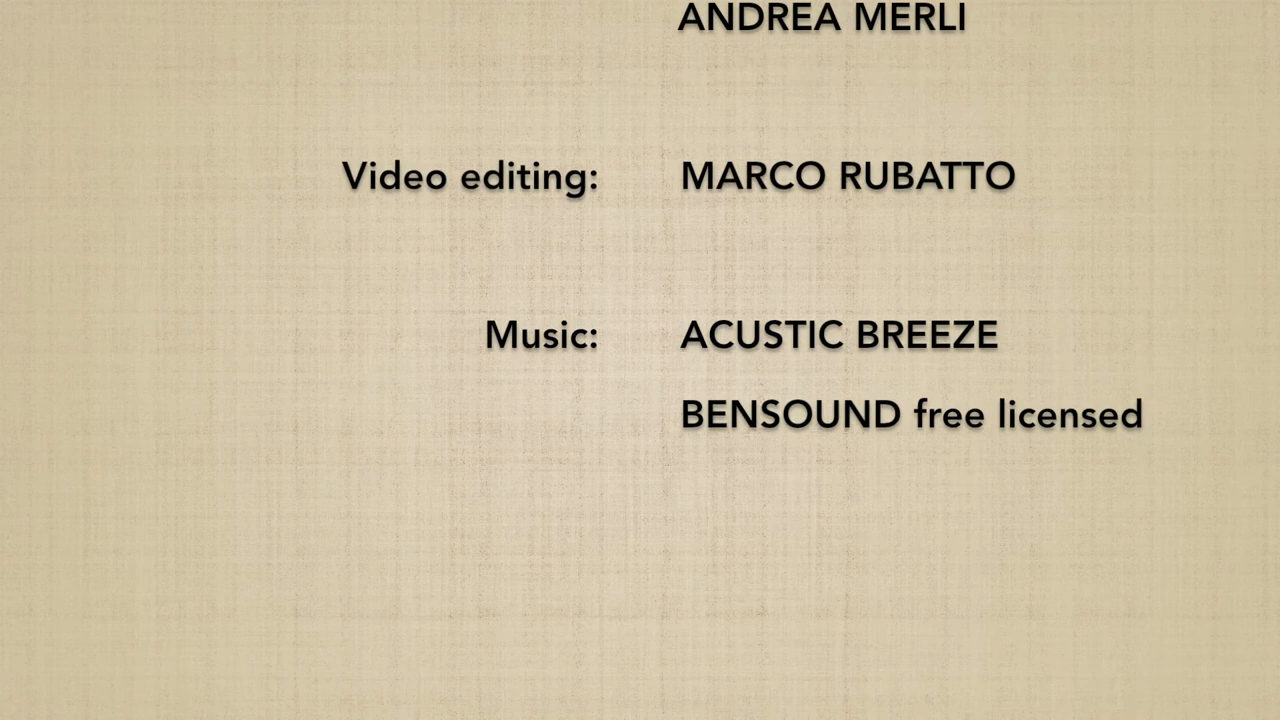 ANDREA MERLI
Video editing: MARCO RUBATTO
Music: ACUSTIC BREEZE
BENSOUND free licensed